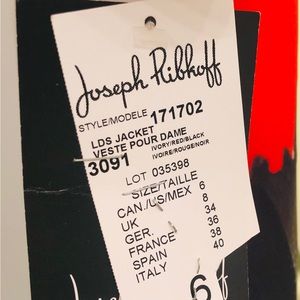 Joseph Ribkoff
STYLE/MODELE 171702
LDS JACKET
VESTE POUR DAME
3091 IVORY/RED/BLACK
IVOIRE/ROUGE/NOIR
LOT 035398
SIZE/TAILLE
CAN./US/MEX 6
UK 8
GER. 34
FRANCE 36
SPAIN 38
ITALY 40
6